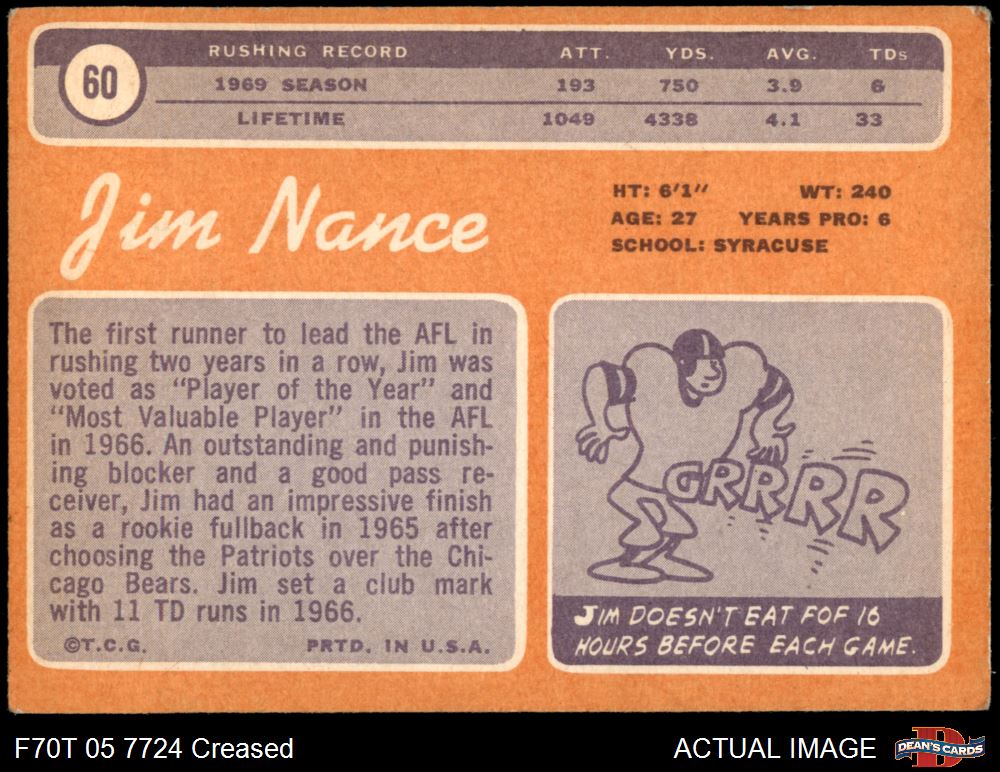 60
RUSHING RECORD ATT. YDS. AVG. TDs
1969 SEASON 193 750 3.9 6
LIFETIME 1049 4338 4.1 33
Jim Nance
HT: 6'1" WT: 240
AGE: 27 YEARS PRO: 6
SCHOOL: SYRACUSE
The first runner to lead the AFL in
rushing two years in a row, Jim was
voted as "Player of the Year" and
"Most Valuable Player" in the AFL
in 1966. An outstanding and punish-
ing blocker and a good pass re-
ceiver, Jim had an impressive finish
as a rookie fullback in 1965 after
choosing the Patriots over the Chi-
cago Bears. Jim set a club mark
with 11 TD runs in 1966.
©T.C.G. PRTD. IN U.S.A.
GRRRR
JIM DOESN'T EAT FOF 16
HOURS BEFORE EACH GAME.
F70T 05 7724 Creased
ACTUAL IMAGE
D
DEAN'S CARDS